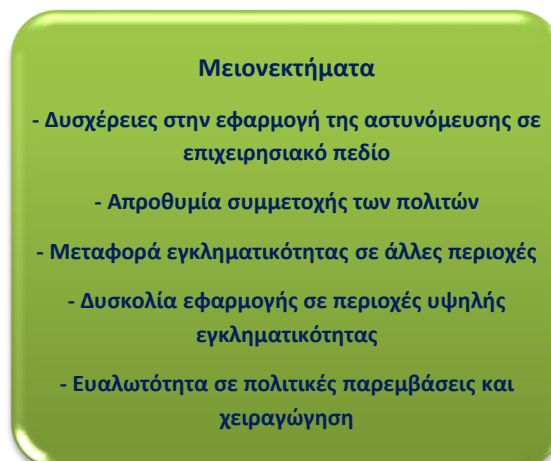 Μειονεκτήματα
- Δυσχέρειες στην εφαρμογή της αστυνόμευσης σε
επιχειρησιακό πεδίο
- Απροθυμία συμμετοχής των πολιτών
- Μεταφορά εγκληματικότητας σε άλλες περιοχές
- Δυσκολία εφαρμογής σε περιοχές υψηλής
εγκληματικότητας
- Ευαλωτότητα σε πολιτικές παρεμβάσεις και
χειραγώγηση